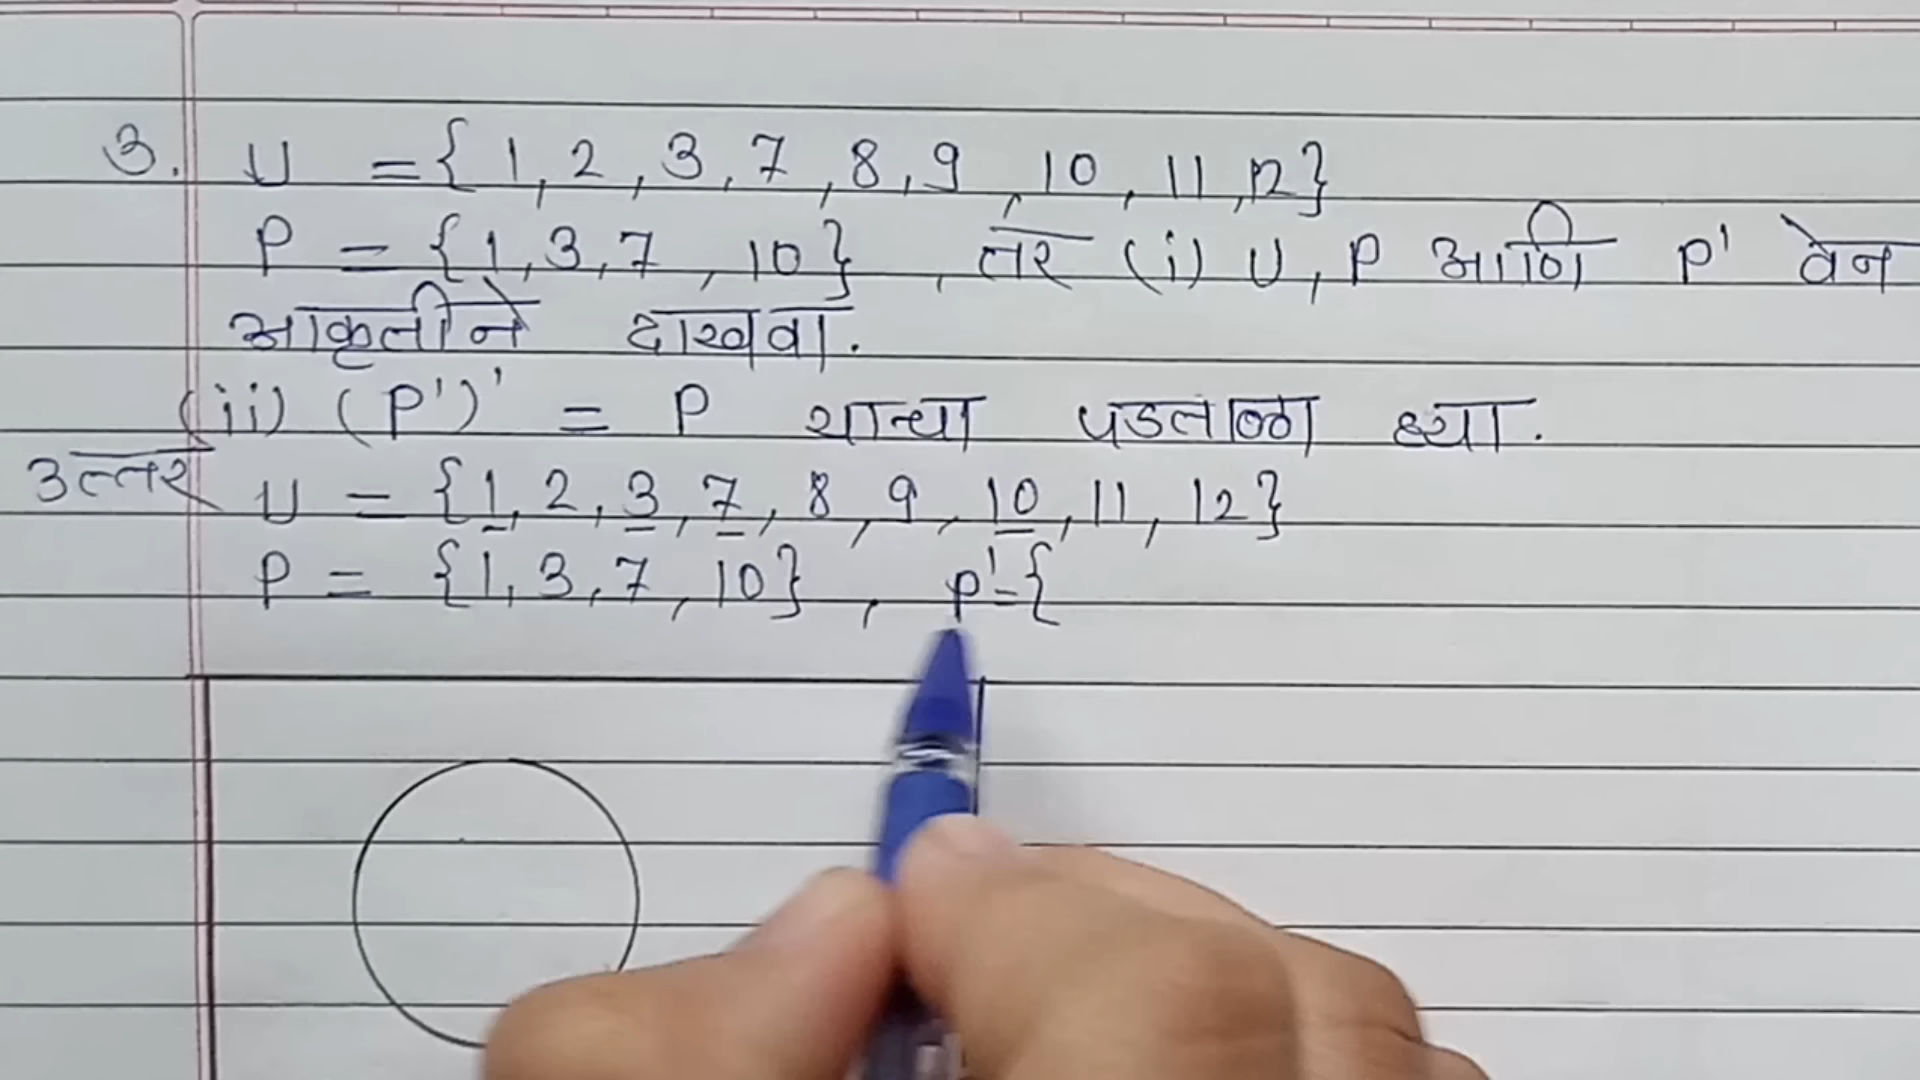 3. U = { 1, 2, 3, 7, 8, 9, 10, 11, 12}
P = {1, 3, 7, 10}, तर (i) U, P आणि P' वेन
आकृतीने दाखवा.
(ii) (P')' = P याचा पडताळा घ्या.
उत्तर U = {1, 2, 3, 7, 8, 9, 10, 11, 12}
P = {1, 3, 7, 10}, P' = {